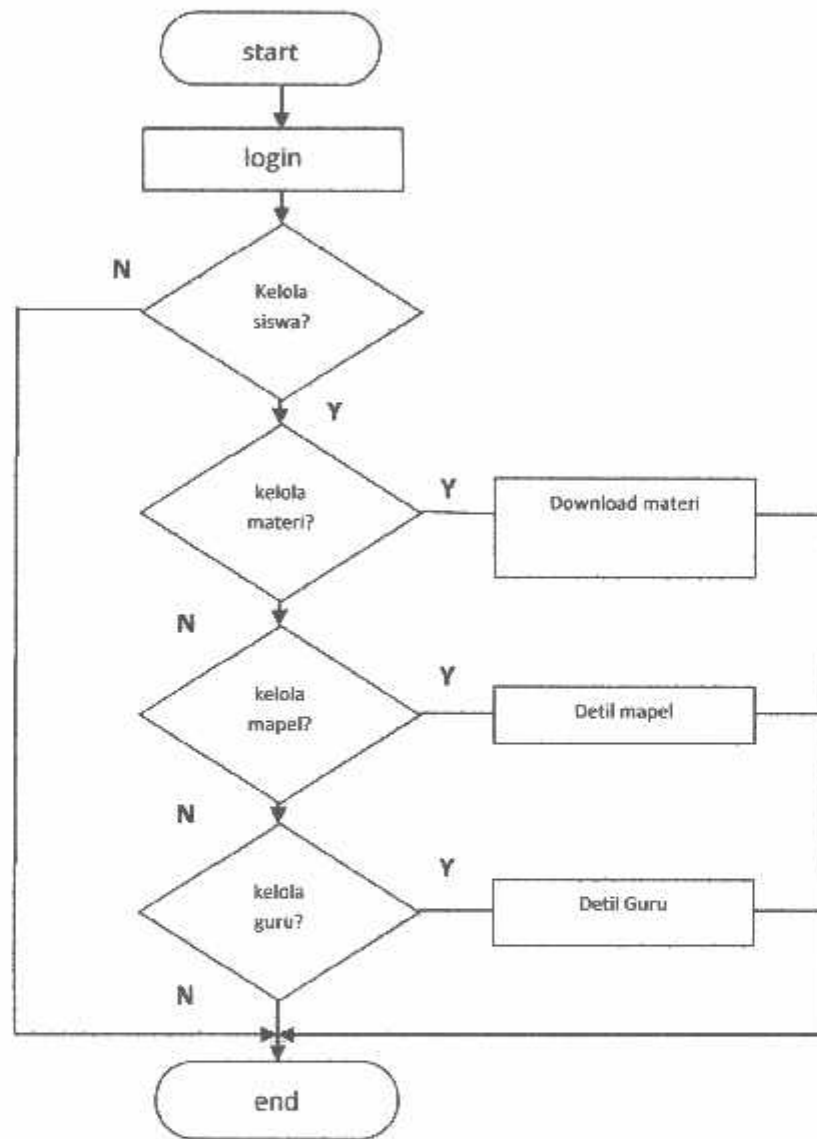 start
login
N
Kelola
siswa?
Y
kelola
materi?
Y
Download materi
N
kelola
mapel?
Y
Detil mapel
N
kelola
guru?
Y
Detil Guru
N
end